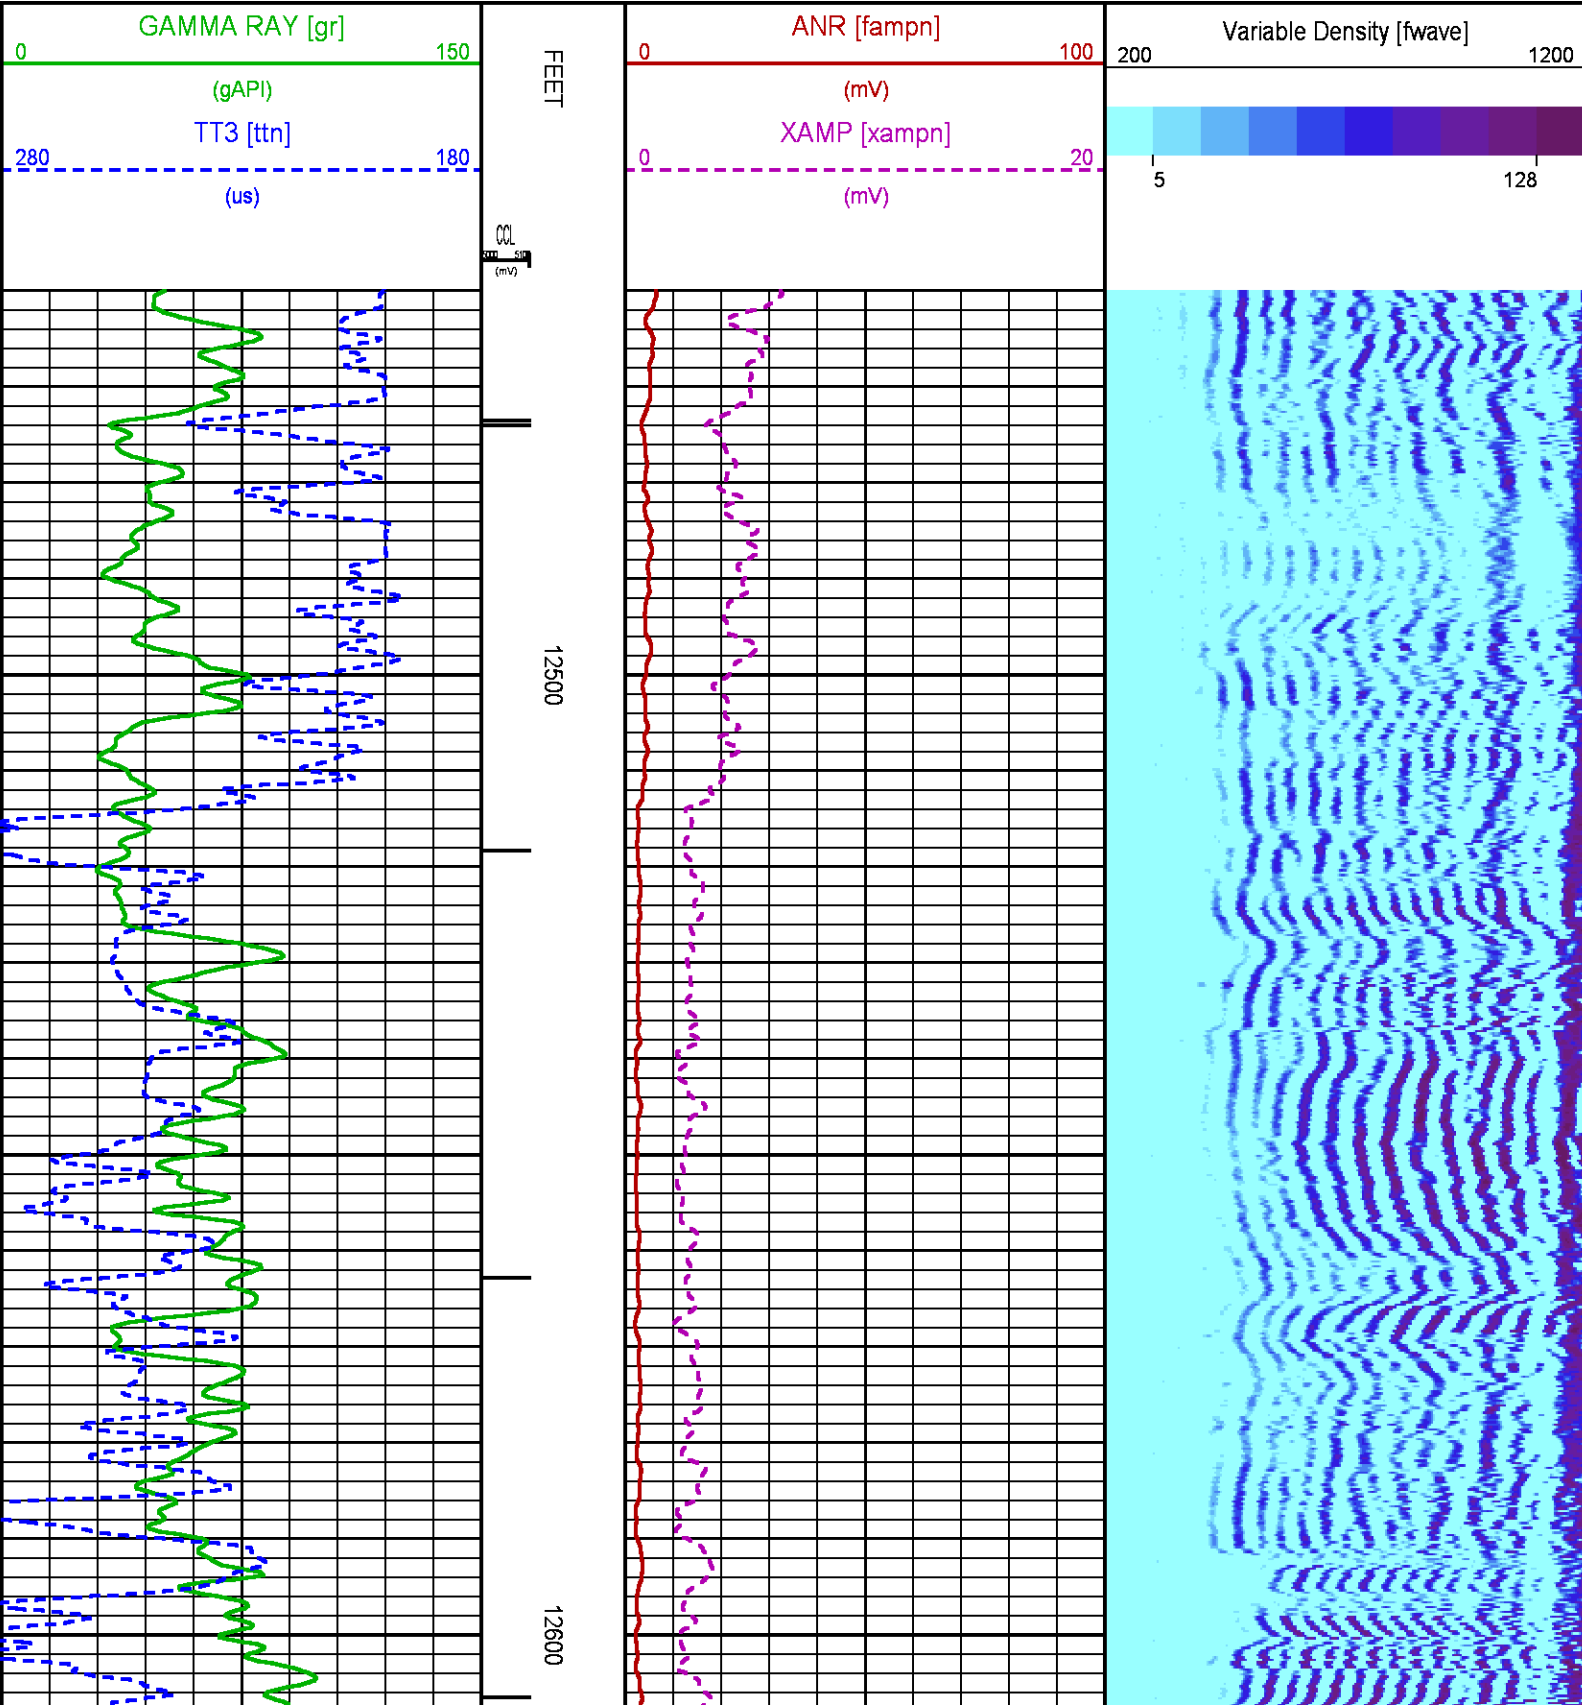 GAMMA RAY [gr]
0 150
(gAPI)
TT3 [ttn]
280 180
(us)
CCL
(mV)
FEET
12500
12600
ANR [fampn]
0 100
(mV)
XAMP [xampn]
0 20
(mV)
Variable Density [fwave]
200 1200
5 128